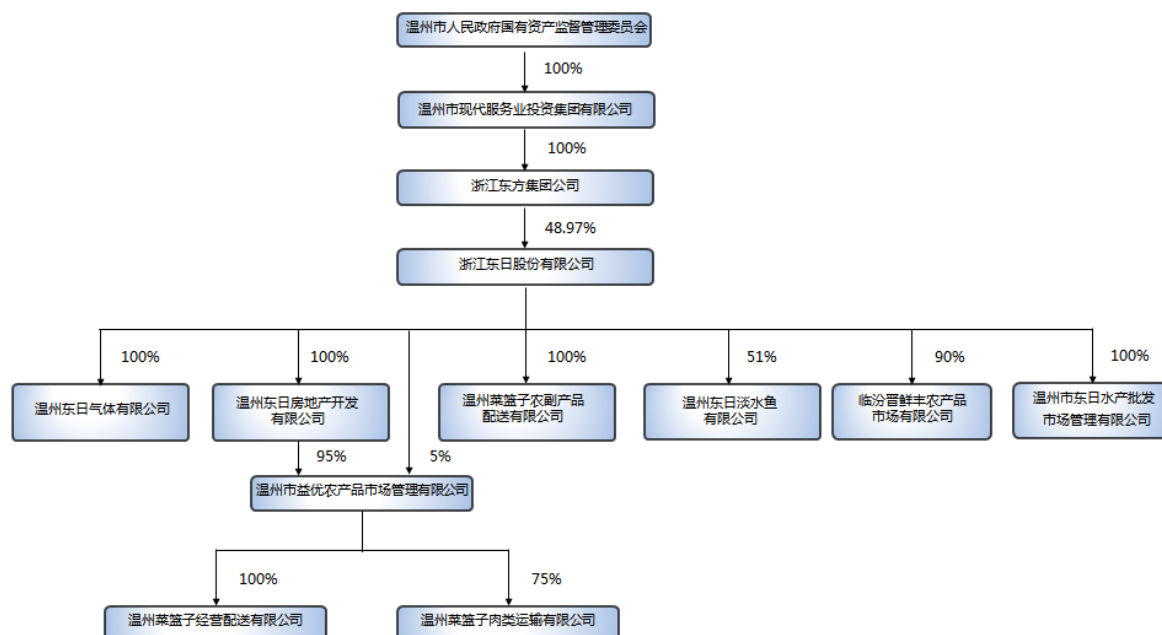 温州市人民政府国有资产监督管理委员会
100%
温州市现代服务业投资集团有限公司
100%
浙江东方集团公司
48.97%
浙江东日股份有限公司
100%
100%
100%
51%
90%
100%
温州东日气体有限公司
温州东日房地产开发
有限公司
温州菜篮子农副产品
配送有限公司
温州东日淡水鱼
有限公司
临汾晋鲜丰农产品
市场有限公司
温州市东日水产批发
市场管理有限公司
95%
5%
温州市益优农产品市场管理有限公司
100%
75%
温州菜篮子经营配送有限公司
温州菜篮子肉类运输有限公司